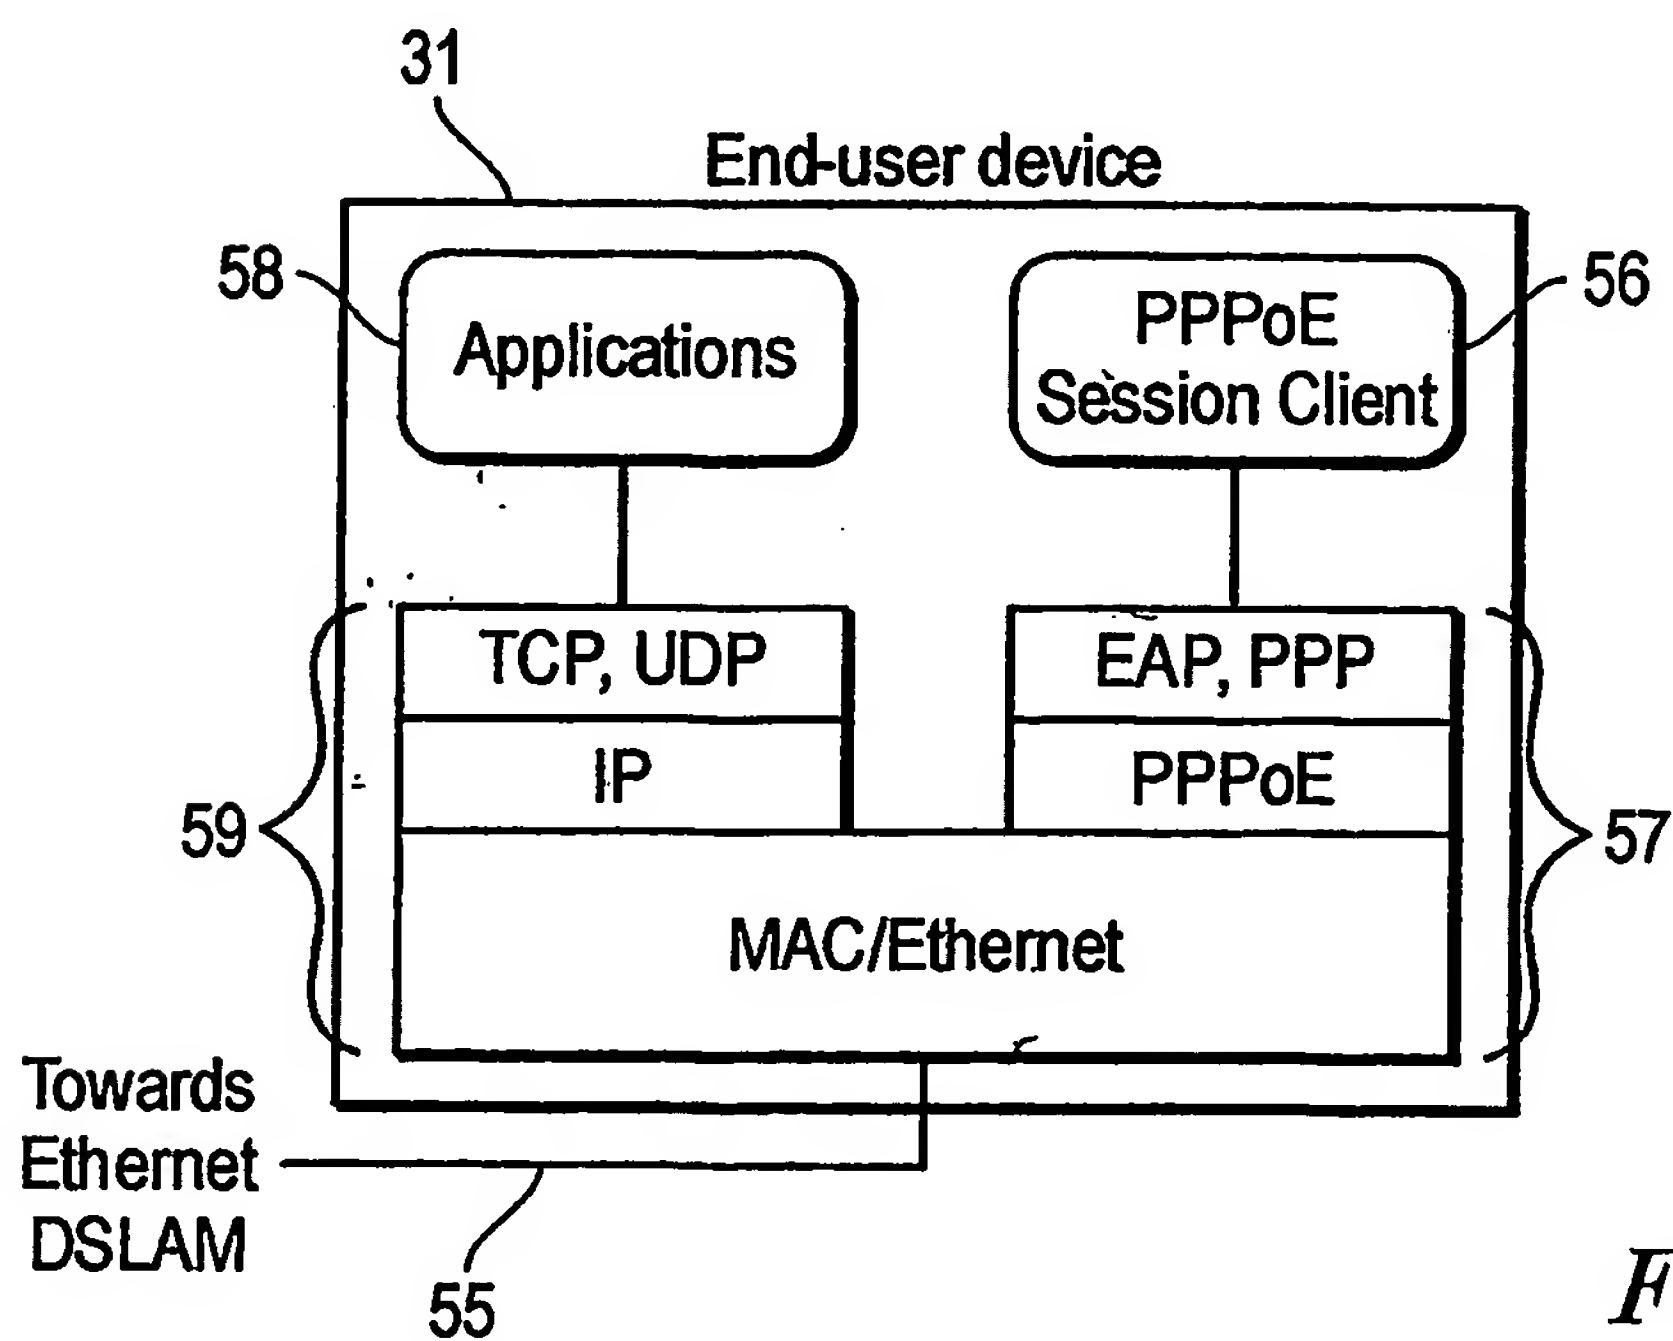 31
End-user device
58
Applications
PPPoE
Session Client
56
TCP, UDP
IP
EAP, PPP
PPPoE
59
57
MAC/Ethernet
Towards
Ethernet
DSLAM
55
F